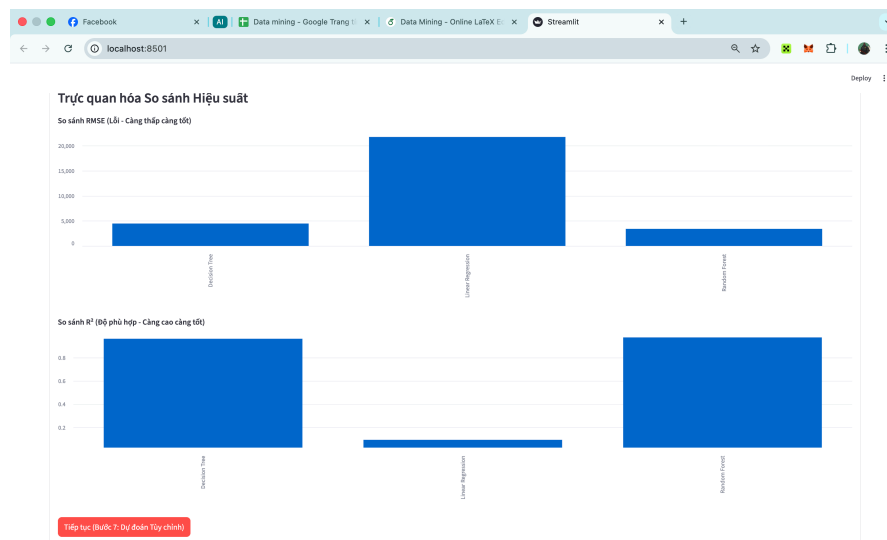 Facebook
AI
Data mining - Google Trang t
Data Mining - Online LaTeX Ed
Streamlit
localhost:8501
Deploy
Trực quan hóa So sánh Hiệu suất
So sánh RMSE (Lỗi - Càng thấp càng tốt)
20,000
15,000
10,000
5,000
0
Decision Tree
Linear Regression
Random Forest
So sánh R² (Độ phù hợp - Càng cao càng tốt)
0.8
0.6
0.4
0.2
Decision Tree
Linear Regression
Random Forest
Tiếp tục (Bước 7: Dự đoán Tùy chỉnh)